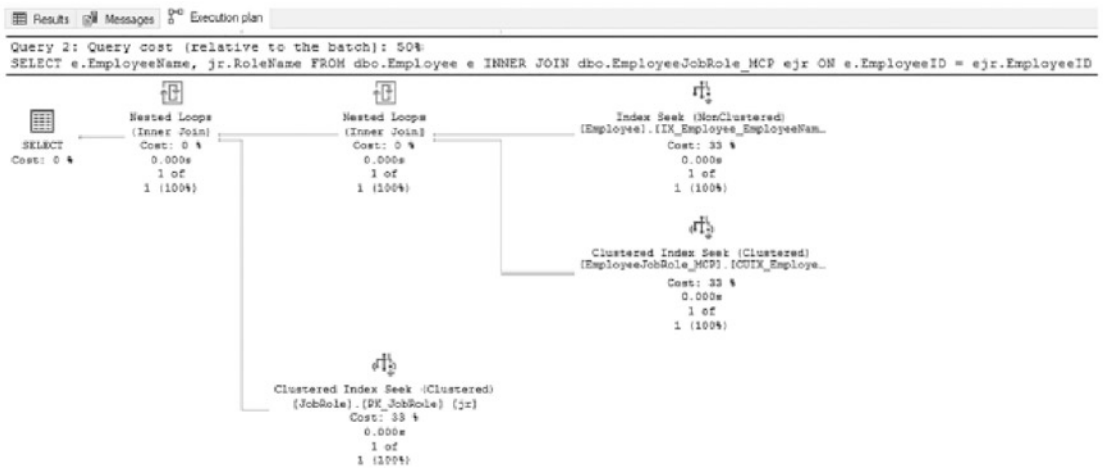 Results Messages Execution plan
Query 2: Query cost (relative to the batch): 50%
SELECT e.EmployeeName, jr.RoleName FROM dbo.Employee e INNER JOIN dbo.EmployeeJobRole_MCP ejr ON e.EmployeeID = ejr.EmployeeID
SELECT
Cost: 0 %
Nested Loops
(Inner Join)
Cost: 0 %
0.000s
1 of
1 (100%)
Nested Loops
(Inner Join)
Cost: 0 %
0.000s
1 of
1 (100%)
Index Seek (NonClustered)
[Employee].[IX_Employee_EmployeeNam…
Cost: 33 %
0.000s
1 of
1 (100%)
Clustered Index Seek (Clustered)
[EmployeeJobRole_MCP].[CUIX_Employe…
Cost: 33 %
0.000s
1 of
1 (100%)
Clustered Index Seek (Clustered)
[JobRole].[PK_JobRole] [jr]
Cost: 33 %
0.000s
1 of
1 (100%)